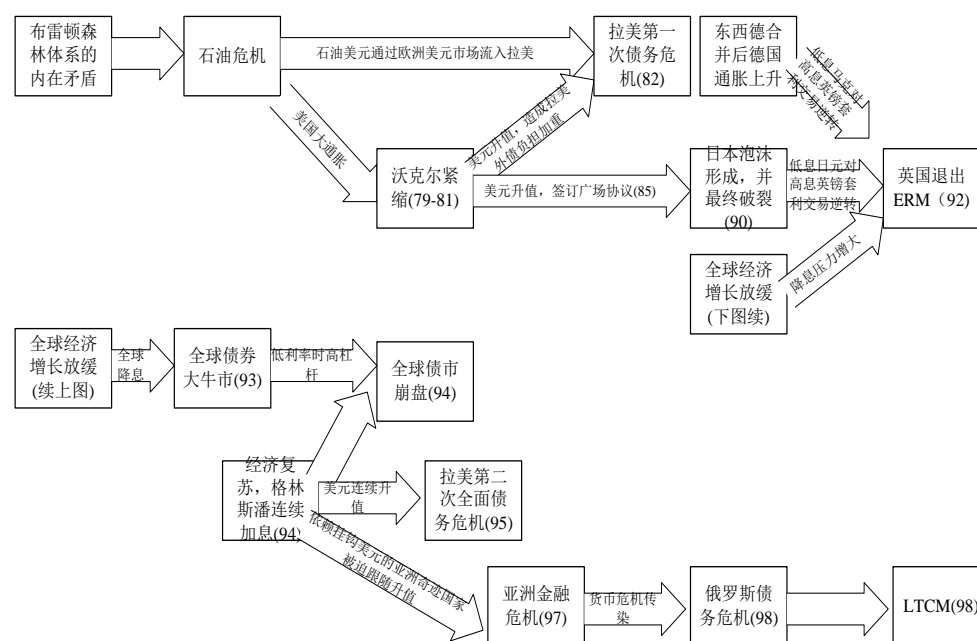 布雷顿森
林体系的
内在矛盾
石油危机
石油美元通过欧洲美元市场流入拉美
拉美第一
次债务危
机(82)
东西德合
并后德国
通胀上升
低息马克对
高息英镑套
利交易逆转
美国大通胀
美元升值，造成拉美
外债负担加重
沃克尔紧
缩(79-81)
美元升值，签订广场协议(85)
日本泡沫
形成，并
最终破裂
(90)
低息日元对
高息英镑套
利交易逆转
英国退出
ERM（92）
全球经济
增长放缓
(下图续)
降息压力增大
全球经济
增长放缓
(续上图)
全球
降息
全球债券
大牛市(93)
低利率时高杠
杆
全球债市
崩盘(94)
经济复
苏，格林
斯潘连续
加息(94)
美元连续升
值
拉美第二
次全面债
务危机(95)
依赖挂钩美元的亚洲奇迹国家
被迫跟随升值
亚洲金融
危机(97)
货币危机传
染
俄罗斯债
务危机(98)
LTCM(98)